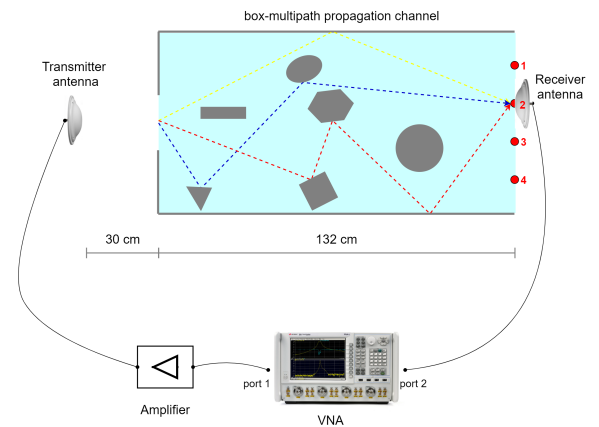 box-multipath propagation channel
Transmitter
antenna
1
Receiver
antenna
2
3
4
30 cm
132 cm
port 1
port 2
Amplifier
VNA